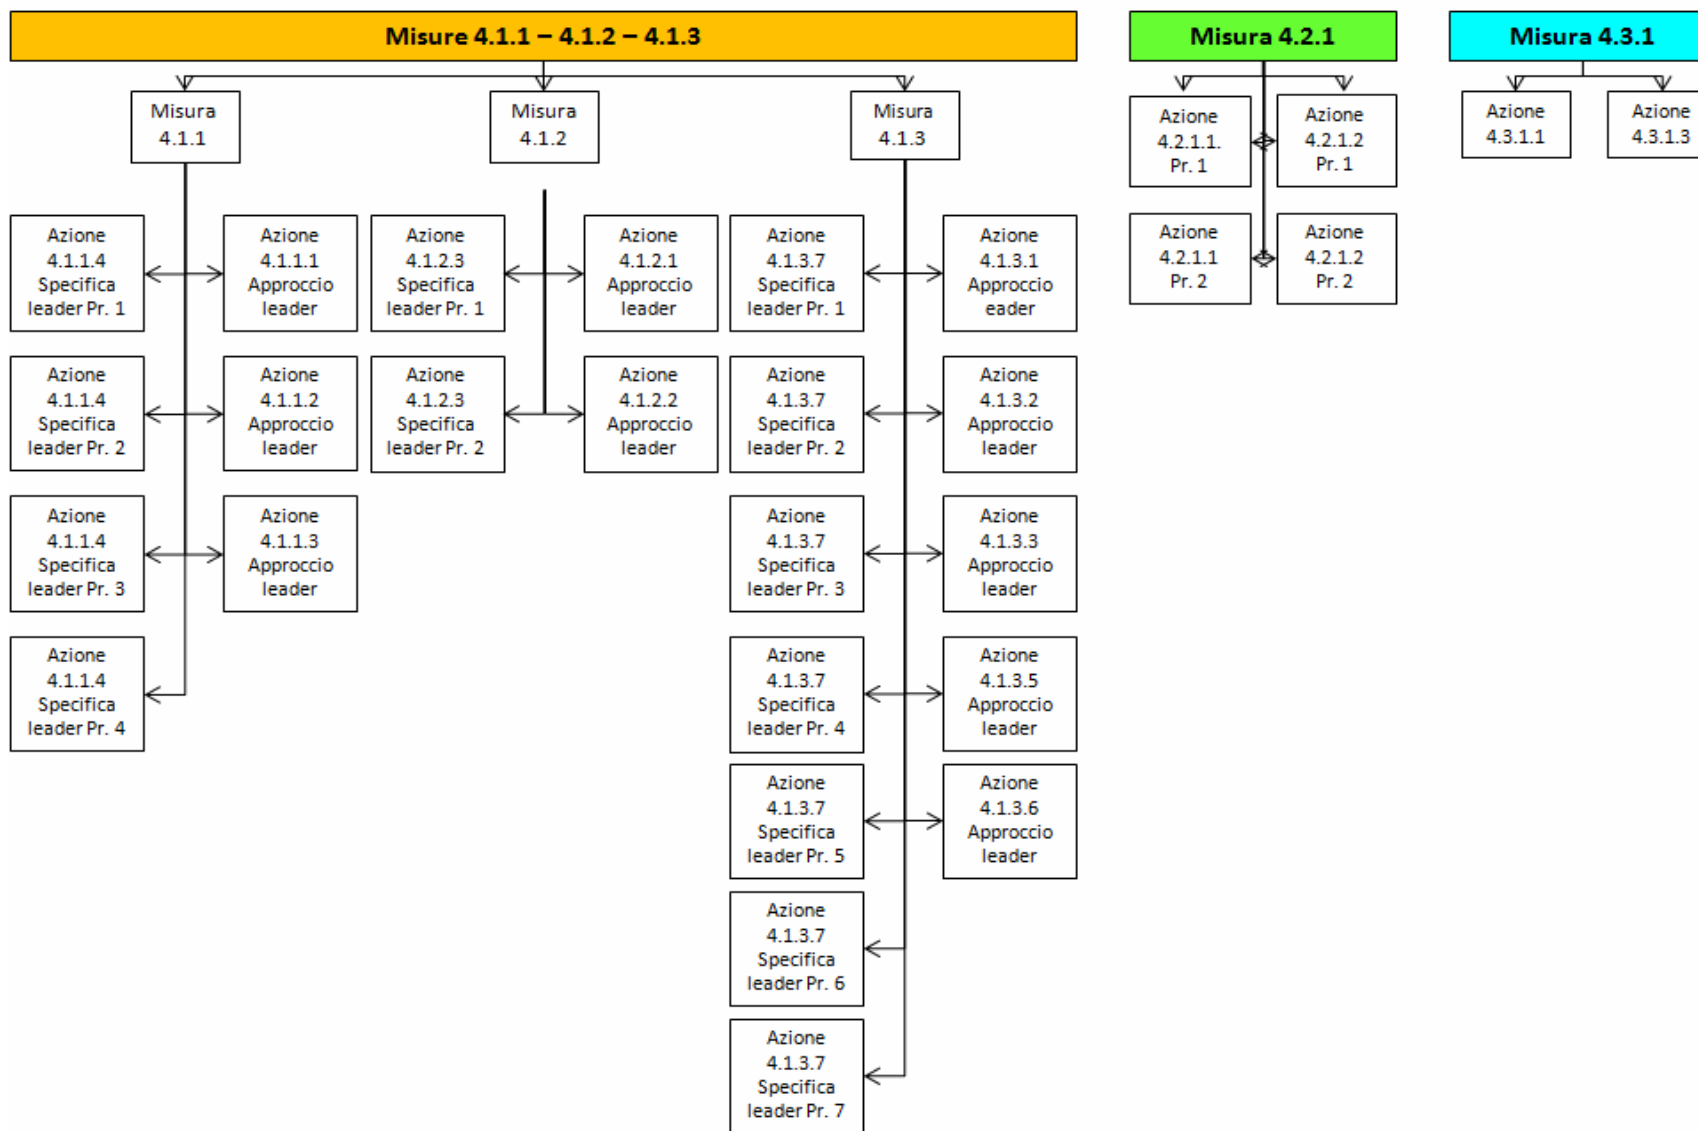 Misure 4.1.1 – 4.1.2 – 4.1.3
Misura 4.2.1
Misura 4.3.1
Misura
4.1.1
Misura
4.1.2
Misura
4.1.3
Azione
4.2.1.1.
Pr. 1
Azione
4.2.1.2
Pr. 1
Azione
4.3.1.1
Azione
4.3.1.3
Azione
4.2.1.1
Pr. 2
Azione
4.2.1.2
Pr. 2
Azione
4.1.1.4
Specifica
leader Pr. 1
Azione
4.1.1.1
Approccio
leader
Azione
4.1.2.3
Specifica
leader Pr. 1
Azione
4.1.2.1
Approccio
leader
Azione
4.1.3.7
Specifica
leader Pr. 1
Azione
4.1.3.1
Approccio
eader
Azione
4.1.1.4
Specifica
leader Pr. 2
Azione
4.1.1.2
Approccio
leader
Azione
4.1.2.3
Specifica
leader Pr. 2
Azione
4.1.2.2
Approccio
leader
Azione
4.1.3.7
Specifica
leader Pr. 2
Azione
4.1.3.2
Approccio
leader
Azione
4.1.1.4
Specifica
leader Pr. 3
Azione
4.1.1.3
Approccio
leader
Azione
4.1.3.7
Specifica
leader Pr. 3
Azione
4.1.3.3
Approccio
leader
Azione
4.1.1.4
Specifica
leader Pr. 4
Azione
4.1.3.7
Specifica
leader Pr. 4
Azione
4.1.3.5
Approccio
leader
Azione
4.1.3.7
Specifica
leader Pr. 5
Azione
4.1.3.6
Approccio
leader
Azione
4.1.3.7
Specifica
leader Pr. 6
Azione
4.1.3.7
Specifica
leader Pr. 7